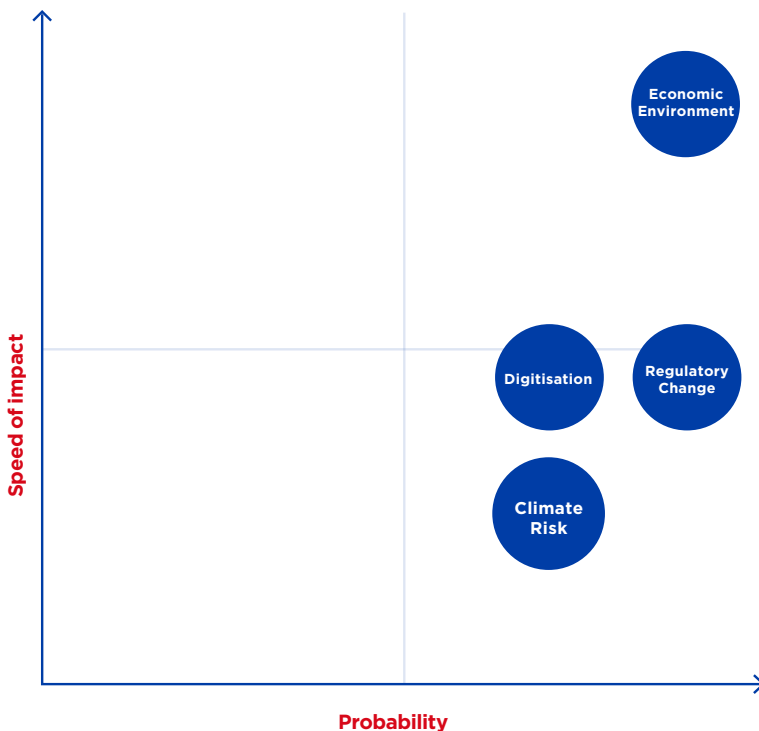 Economic
Environment
Speed of impact
Digitisation
Regulatory
Change
Climate
Risk
Probability